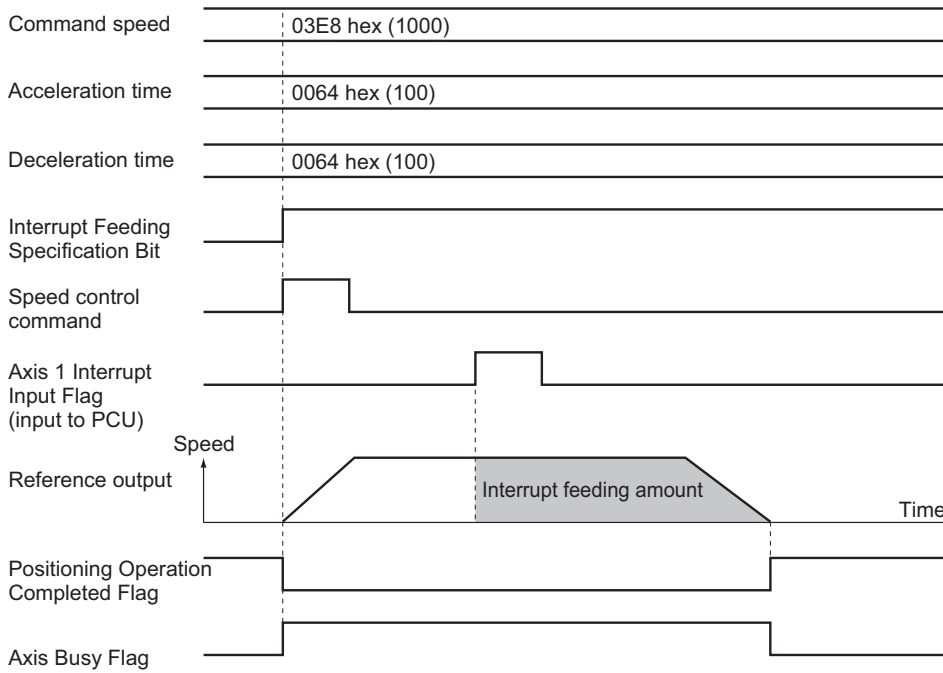 Command speed
03E8 hex (1000)
Acceleration time
0064 hex (100)
Deceleration time
0064 hex (100)
Interrupt Feeding
Specification Bit
Speed control
command
Axis 1 Interrupt
Input Flag
(input to PCU)
Speed
Reference output
Interrupt feeding amount
Time
Positioning Operation
Completed Flag
Axis Busy Flag